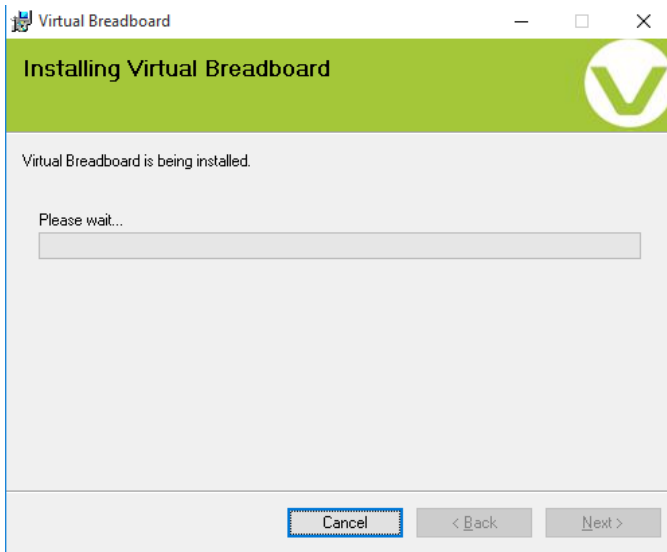 Virtual Breadboard
Installing Virtual Breadboard
Virtual Breadboard is being installed.
Please wait...
Cancel
< Back
Next >